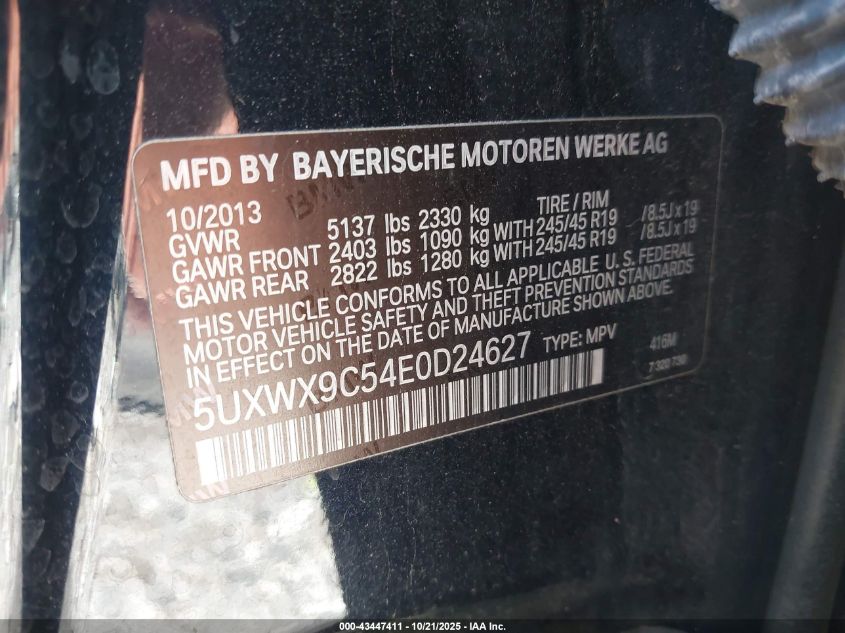 MFD BY BAYERISCHE MOTOREN WERKE AG
10/2013 TIRE / RIM
GVWR 5137 lbs 2330 kg
GAWR FRONT 2403 lbs 1090 kg WITH 245/45 R19 /8.5J x 19
GAWR REAR 2822 lbs 1280 kg WITH 245/45 R19 /8.5J x 19
THIS VEHICLE CONFORMS TO ALL APPLICABLE U. S. FEDERAL
MOTOR VEHICLE SAFETY AND THEFT PREVENTION STANDARDS
IN EFFECT ON THE DATE OF MANUFACTURE SHOWN ABOVE.
5UXWX9C54E0D24627 TYPE: MPV 416M
7 320 730
000-43447411 - 10/21/2025 - IAA Inc.